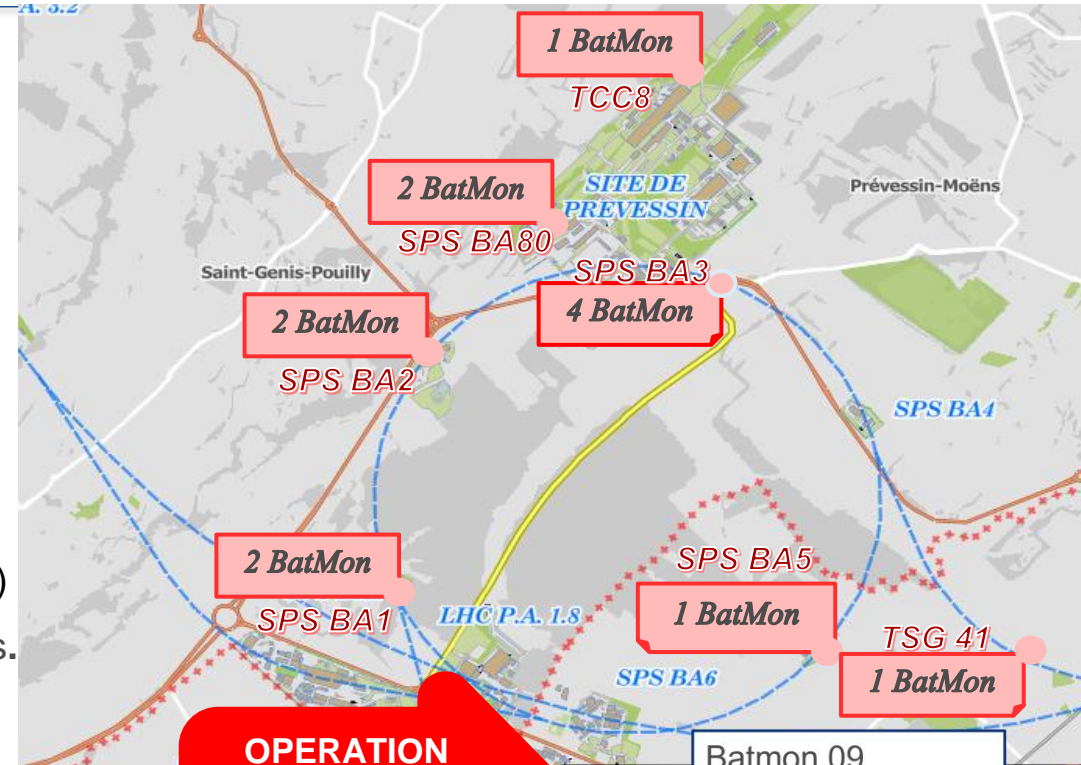 A. 3.2
1 BatMon
TCC8
2 BatMon
SITE DE
PREVESSIN
Prévessin-Moëns
SPS BA80
Saint-Genis-Pouilly
SPS BA3
2 BatMon
4 BatMon
SPS BA2
SPS BA4
SPS BA5
2 BatMon
)
SPS BA1
LHC P.A. 1.8
1 BatMon
TSG 41
s.
SPS BA6
1 BatMon
OPERATION
Batmon 09